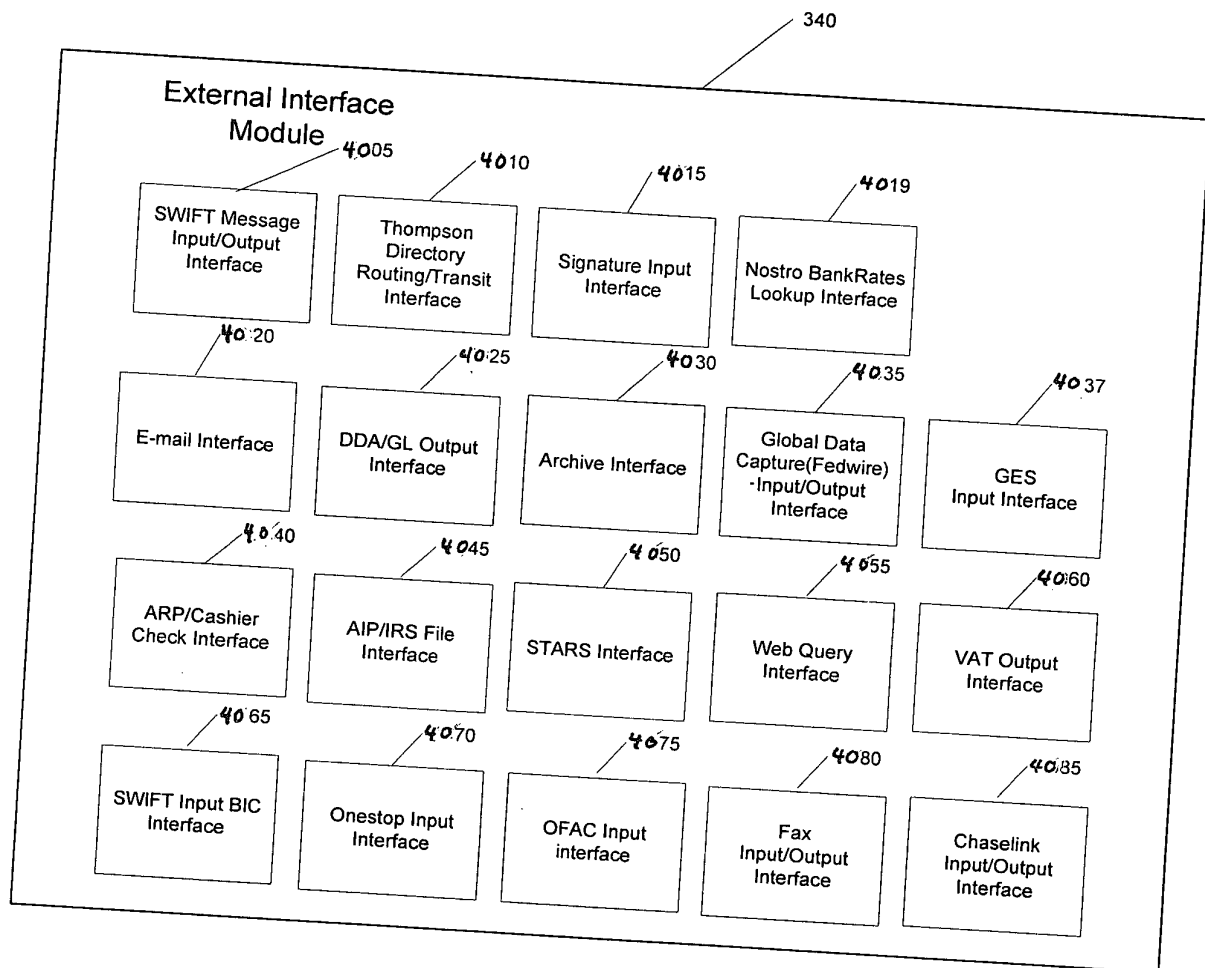 340
External Interface
Module
4005
4010
4015
4019
SWIFT Message
Input/Output
Interface
Thompson
Directory
Routing/Transit
Interface
Signature Input
Interface
Nostro BankRates
Lookup Interface
4020
4025
4030
4035
4037
E-mail Interface
DDA/GL Output
Interface
Archive Interface
Global Data
Capture(Fedwire)
-Input/Output
Interface
GES
Input Interface
4040
4045
4050
4055
4060
ARP/Cashier
Check Interface
AIP/IRS File
Interface
STARS Interface
Web Query
Interface
VAT Output
Interface
4065
4070
4075
4080
4085
SWIFT Input BIC
Interface
Onestop Input
Interface
OFAC Input
interface
Fax
Input/Output
Interface
Chaselink
Input/Output
Interface